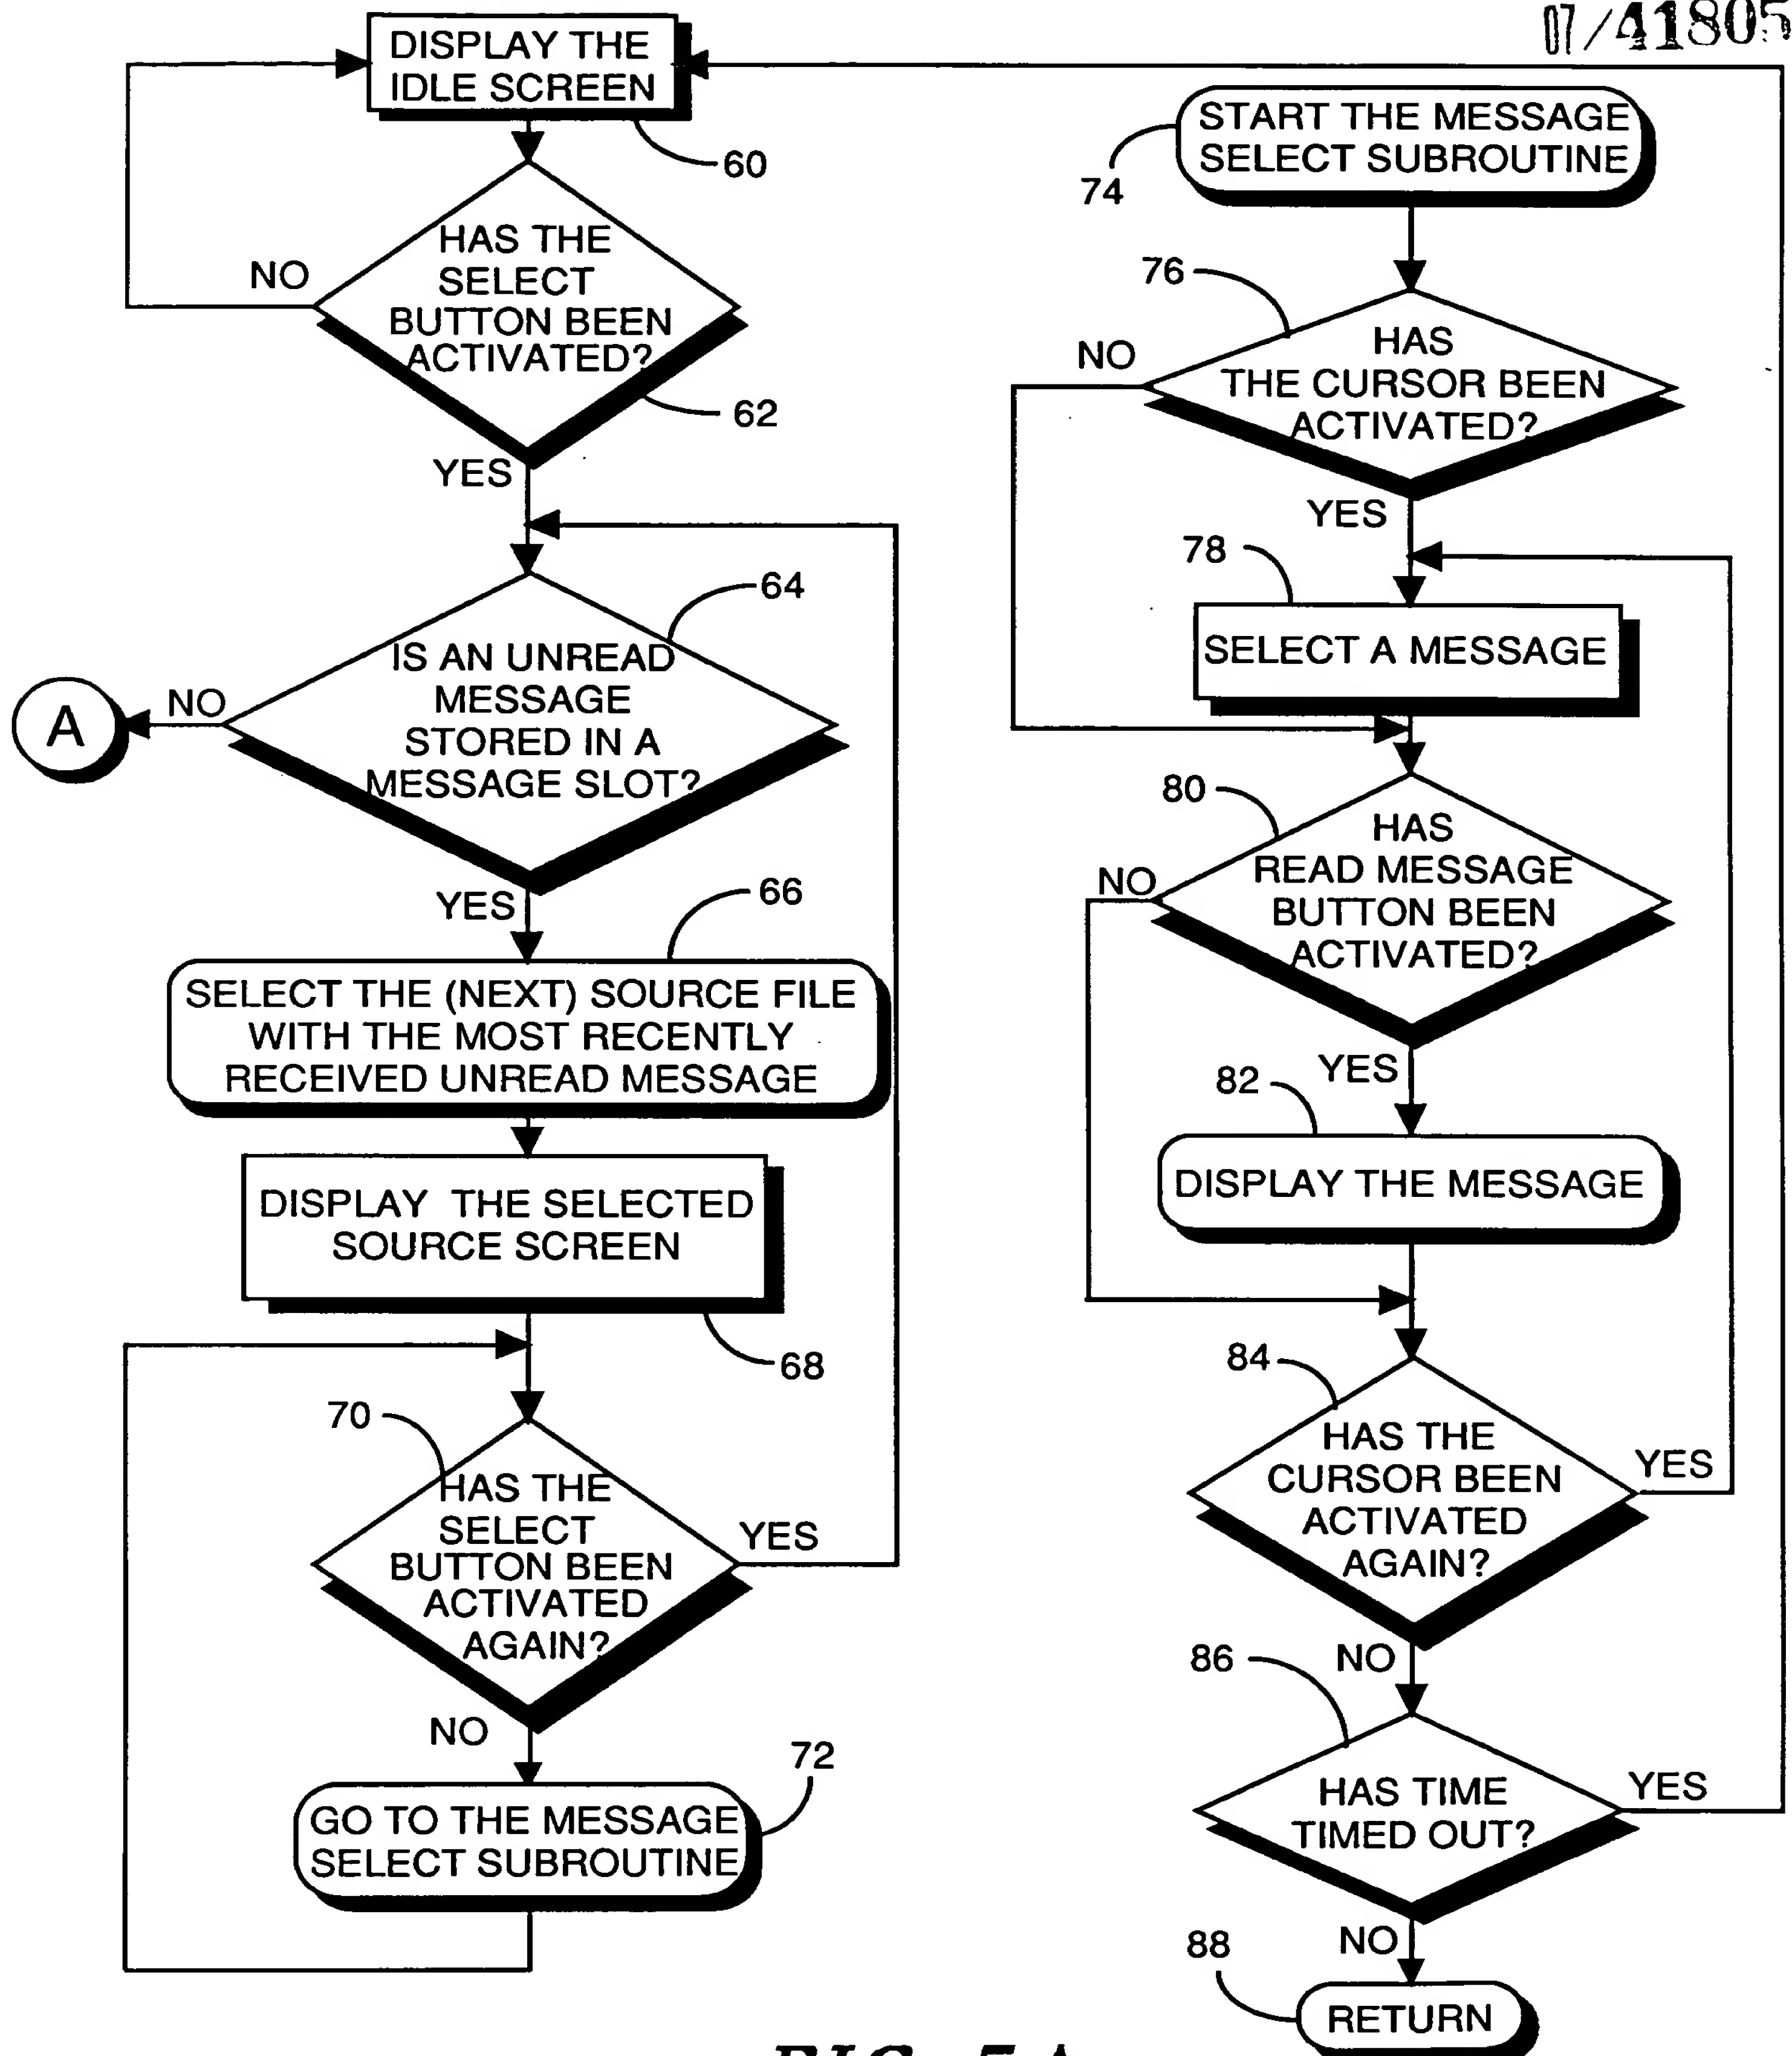 07/41805
DISPLAY THE
IDLE SCREEN
60
HAS THE
SELECT
BUTTON BEEN
ACTIVATED?
NO
62
YES
64
IS AN UNREAD
MESSAGE
STORED IN A
MESSAGE SLOT?
NO
A
YES
66
SELECT THE (NEXT) SOURCE FILE
WITH THE MOST RECENTLY
RECEIVED UNREAD MESSAGE
DISPLAY THE SELECTED
SOURCE SCREEN
68
70
HAS THE
SELECT
BUTTON BEEN
ACTIVATED
AGAIN?
YES
NO
72
GO TO THE MESSAGE
SELECT SUBROUTINE
START THE MESSAGE
SELECT SUBROUTINE
74
76
HAS
THE CURSOR BEEN
ACTIVATED?
NO
YES
78
SELECT A MESSAGE
80
HAS
READ MESSAGE
BUTTON BEEN
ACTIVATED?
NO
YES
82
DISPLAY THE MESSAGE
84
HAS THE
CURSOR BEEN
ACTIVATED
AGAIN?
YES
NO
86
HAS TIME
TIMED OUT?
YES
NO
88
RETURN